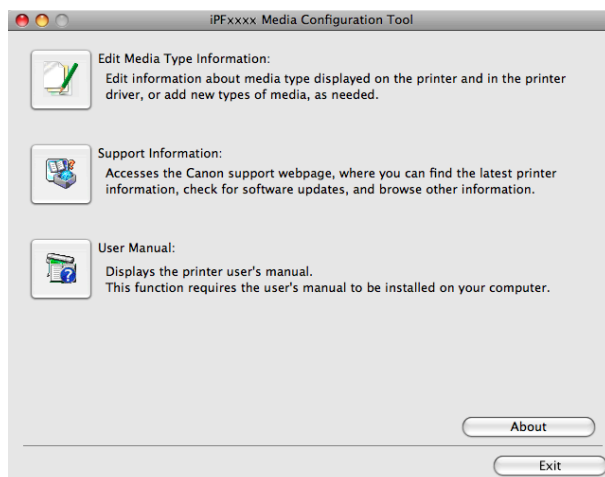 iPFxxxx Media Configuration Tool
Edit Media Type Information:
Edit information about media type displayed on the printer and in the printer
driver, or add new types of media, as needed.
Support Information:
Accesses the Canon support webpage, where you can find the latest printer
information, check for software updates, and browse other information.
User Manual:
Displays the printer user's manual.
This function requires the user's manual to be installed on your computer.
About
Exit